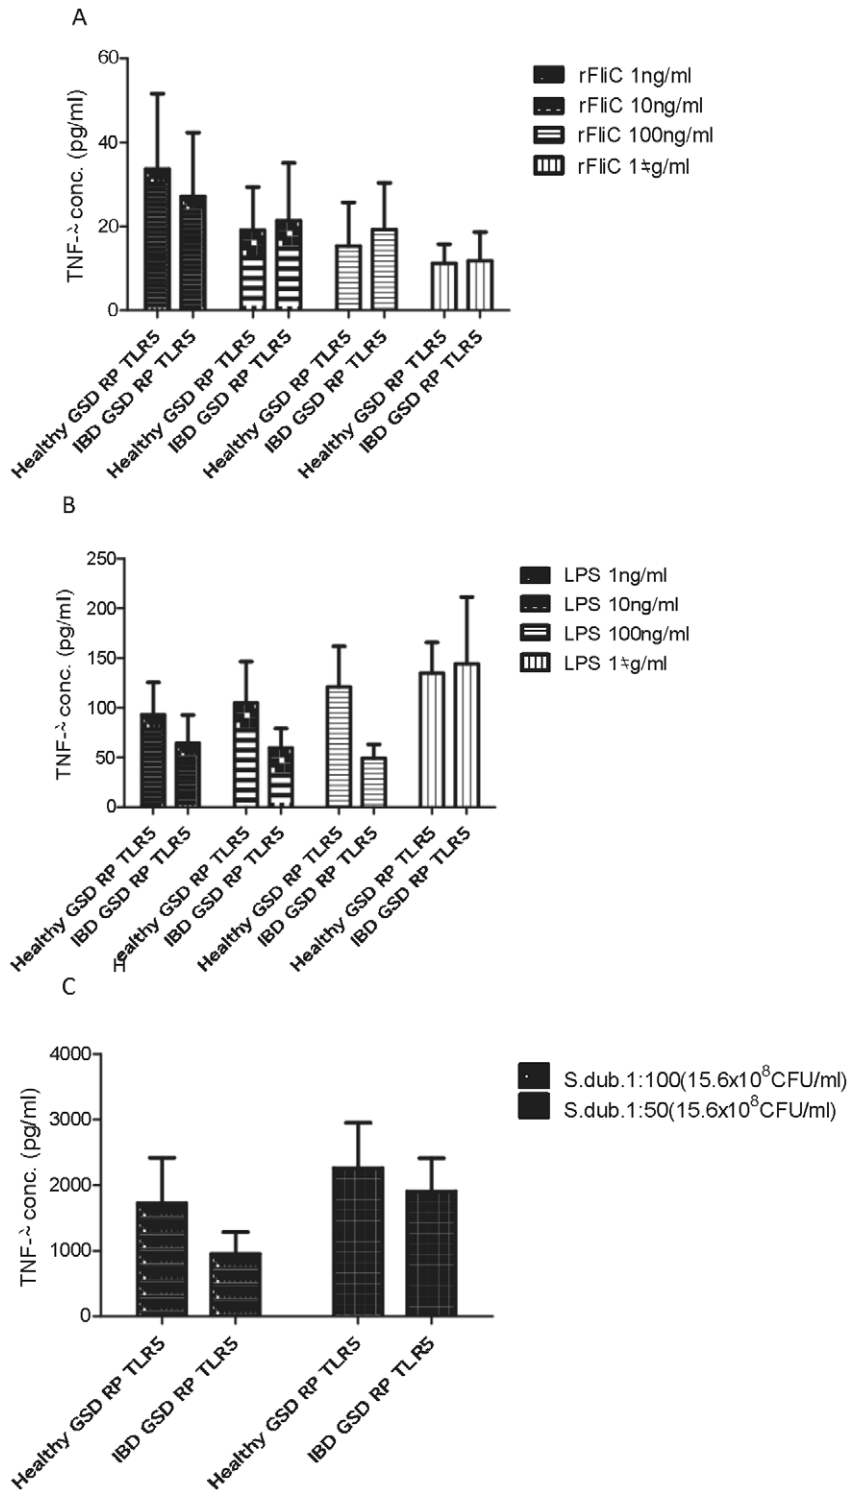 A
60
40
20
0
TNF-⍨ conc. (pg/ml)
rFliC 1ng/ml
rFliC 10ng/ml
rFliC 100ng/ml
rFliC 1⍭g/ml
Healthy GSD RP TLR5
IBD GSD RP TLR5
Healthy GSD RP TLR5
IBD GSD RP TLR5
Healthy GSD RP TLR5
IBD GSD RP TLR5
Healthy GSD RP TLR5
IBD GSD RP TLR5
B
250
200
150
100
50
0
TNF-⍨ conc. (pg/ml)
LPS 1ng/ml
LPS 10ng/ml
LPS 100ng/ml
LPS 1⍭g/ml
Healthy GSD RP TLR5
IBD GSD RP TLR5
Healthy GSD RP TLR5
IBD GSD RP TLR5
Healthy GSD RP TLR5
IBD GSD RP TLR5
Healthy GSD RP TLR5
IBD GSD RP TLR5
C
4000
3000
2000
1000
0
TNF-⍨ conc. (pg/ml)
S.dub.1:100(15.6x10⁸CFU/ml)
S.dub.1:50(15.6x10⁸CFU/ml)
Healthy GSD RP TLR5
IBD GSD RP TLR5
Healthy GSD RP TLR5
IBD GSD RP TLR5